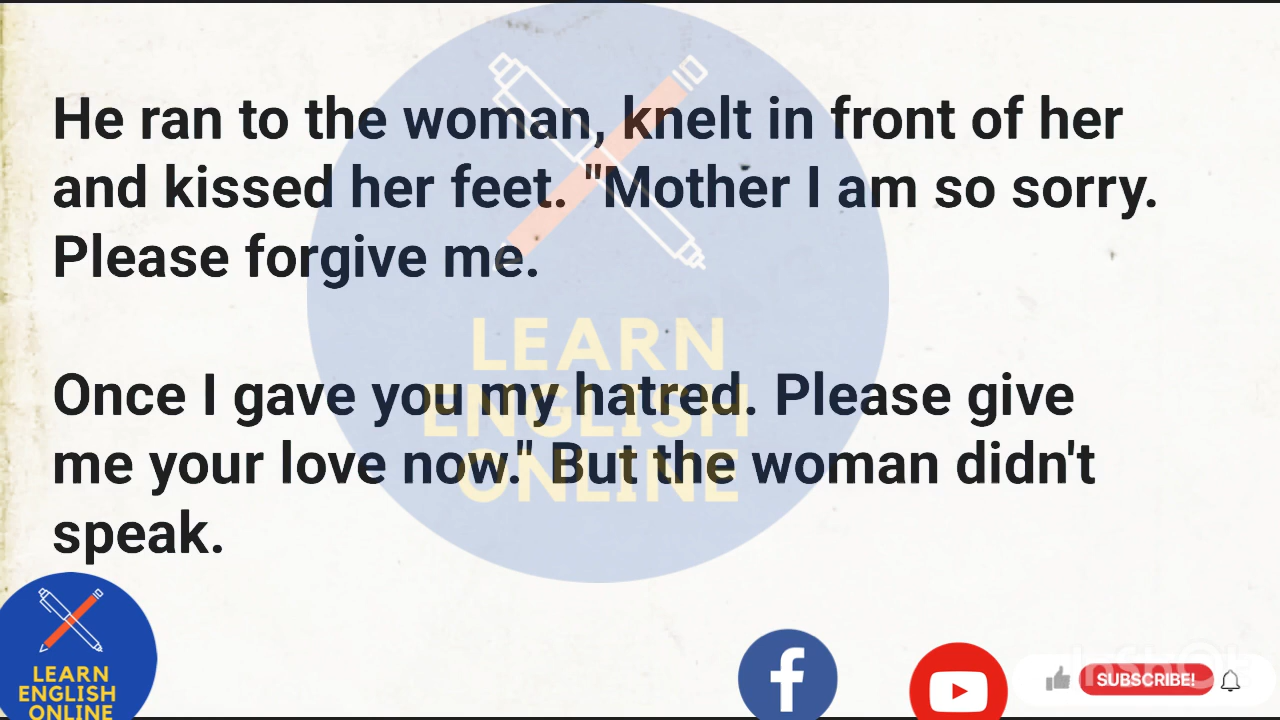 He ran to the woman, knelt in front of her
and kissed her feet. "Mother I am so sorry.
Please forgive me.
Once I gave you my hatred. Please give
me your love now." But the woman didn't
speak.
LEARN
ENGLISH
ONLINE
LEARN
ENGLISH
ONLINE
f
SUBSCRIBE!